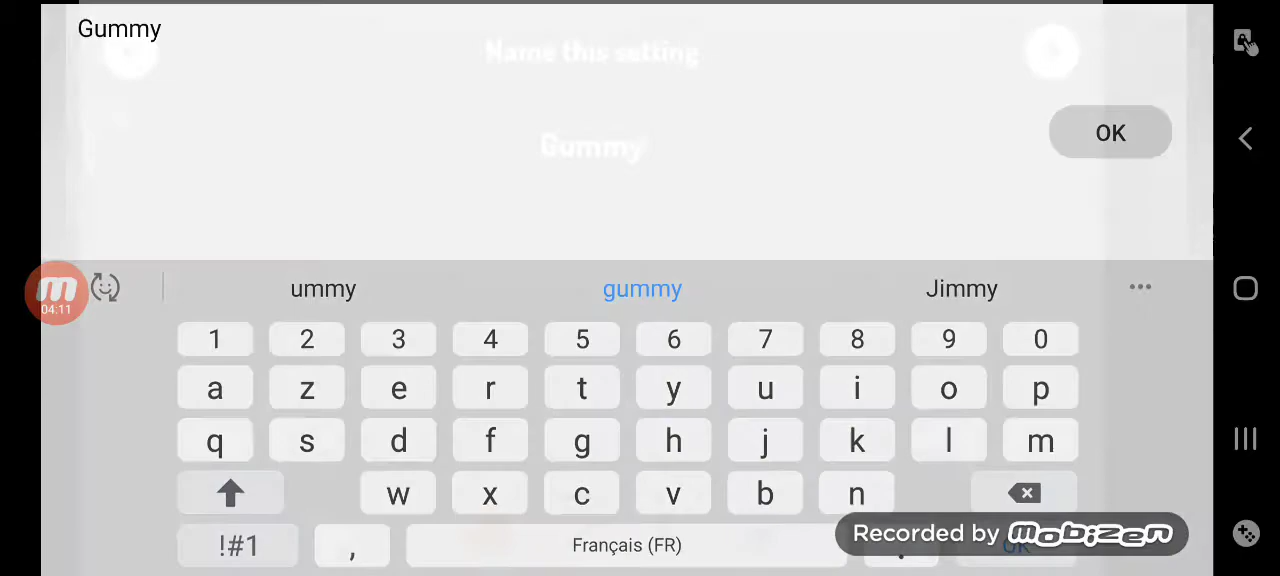 Gummy
Name this setting
OK
Gummy
04:11
ummy gummy Jimmy
1 2 3 4 5 6 7 8 9 0
a z e r t y u i o p
q s d f g h j k l m
w x c v b n
!#1 , Français (FR) . OK
Recorded by mobizen